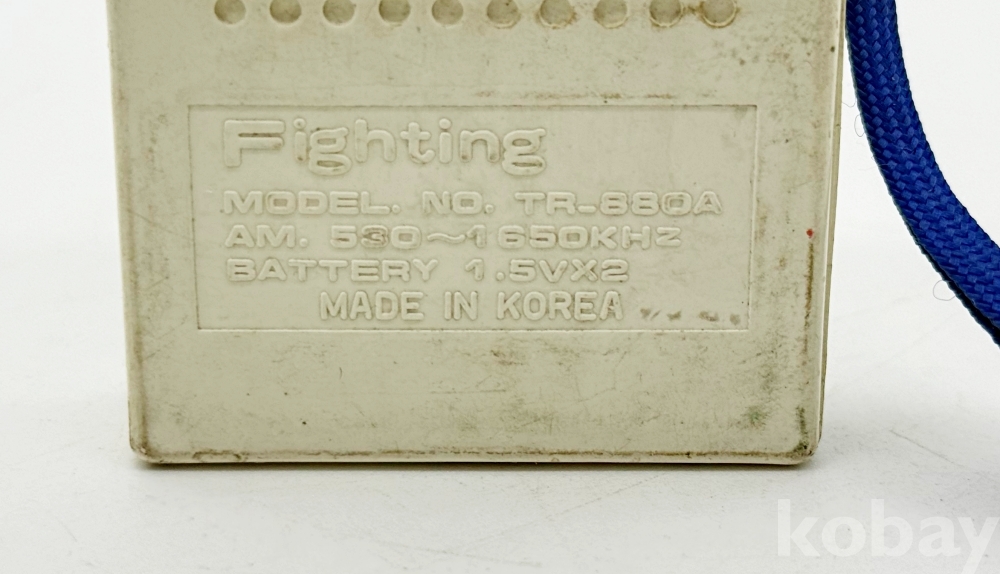 Fighting
MODEL. NO. TR-880A
AM. 530~1650KHZ
BATTERY 1.5VX2
MADE IN KOREA
kobay